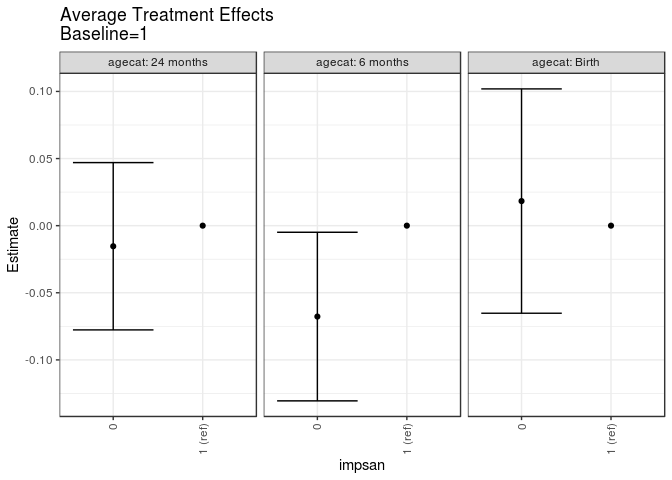 Average Treatment Effects
Baseline=1
agecat: 24 months
agecat: 6 months
agecat: Birth
0.10
0.05
0.00
-0.05
-0.10
Estimate
0
1 (ref)
0
1 (ref)
0
1 (ref)
impsan